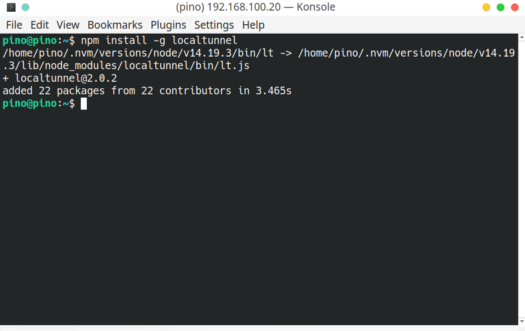 (pino) 192.168.100.20 — Konsole
File Edit View Bookmarks Plugins Settings Help
pino@pino:~$ npm install -g localtunnel
/home/pino/.nvm/versions/node/v14.19.3/bin/lt -> /home/pino/.nvm/versions/node/v14.19
.3/lib/node_modules/localtunnel/bin/lt.js
+ localtunnel@2.0.2
added 22 packages from 22 contributors in 3.465s
pino@pino:~$